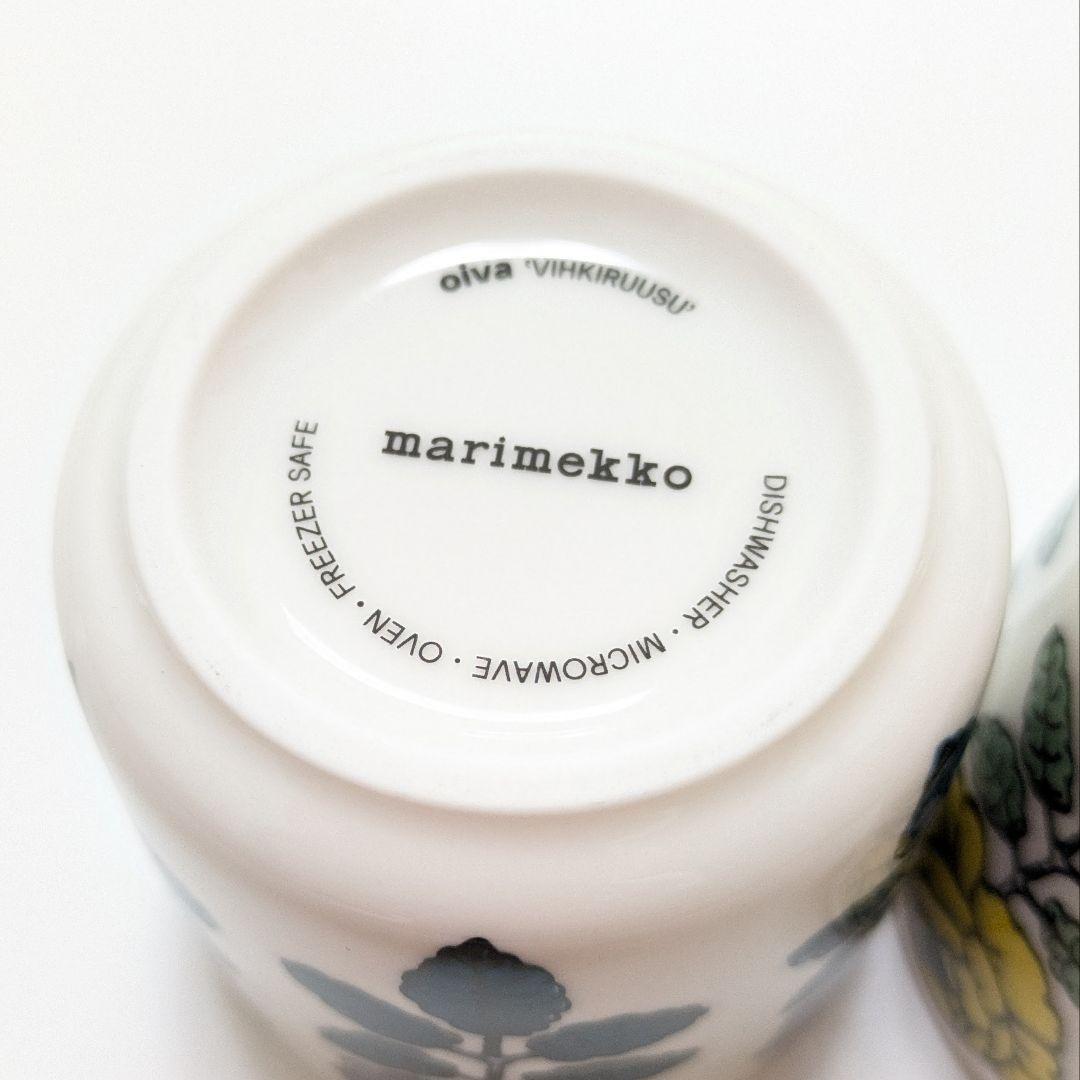 oiva 'VIHKIRUUSU'
marimekko
DISHWASHER · MICROWAVE · OVEN · FREEZER SAFE